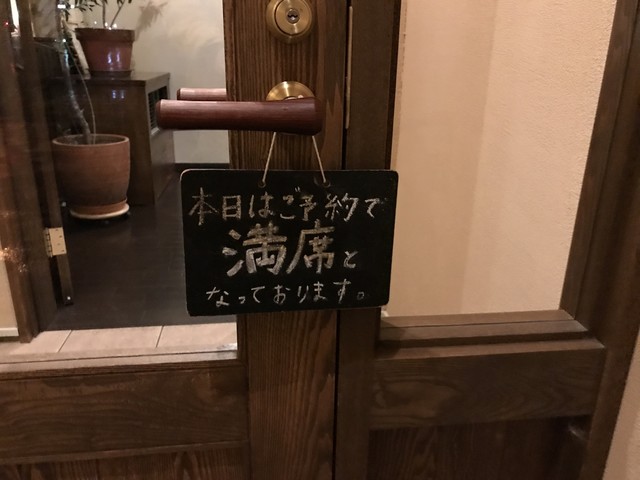 本日はご予約で
満席と
なっております。